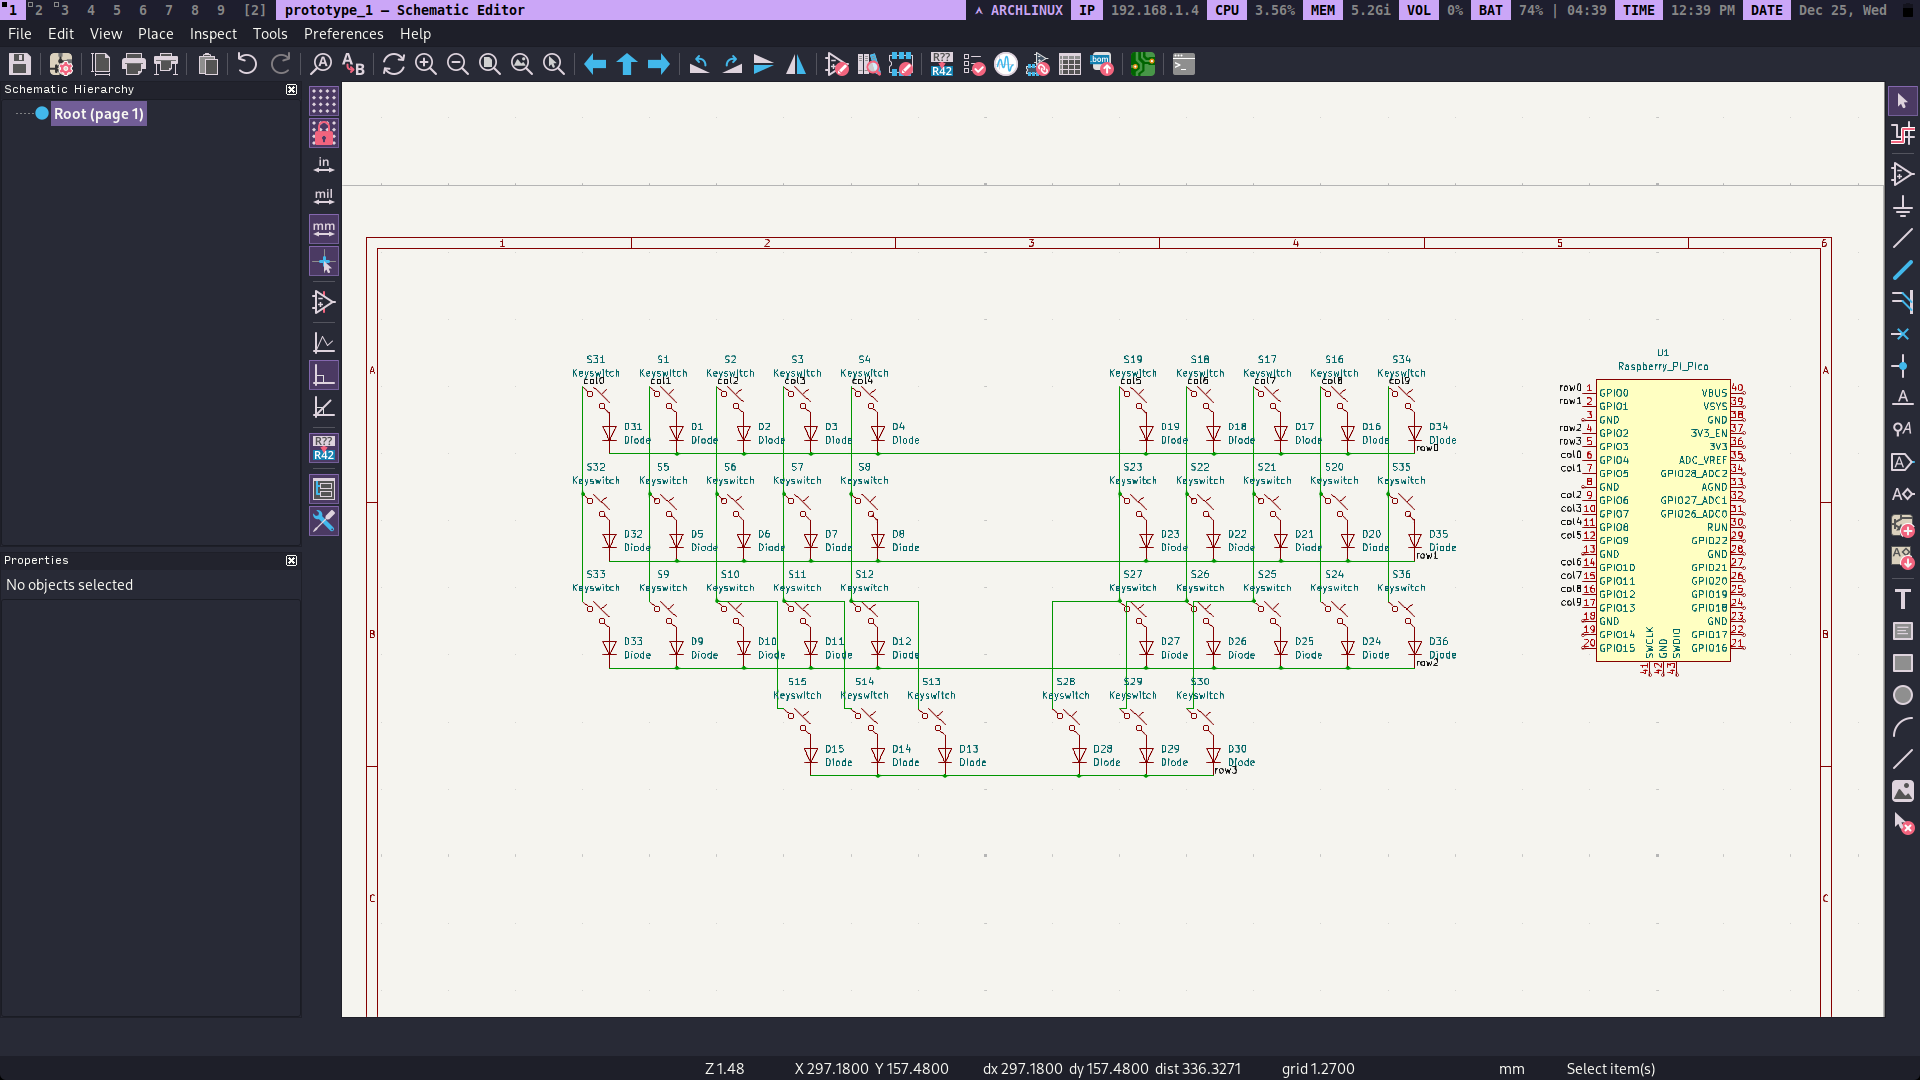 1 2 3 4 5 6 7 8 9 [2] prototype_1 — Schematic Editor ARCHLINUX IP 192.168.1.4 CPU 3.56% MEM 5.2Gi VOL 0% BAT 74% | 04:39 TIME 12:39 PM DATE Dec 25, Wed
File Edit View Place Inspect Tools Preferences Help
Schematic Hierarchy
Root (page 1)
in
mil
mm
R??
R42
Properties
No objects selected
1 2 3 4 5 6
A A
B B
C C
S31 S1 S2 S3 S4 S19 S18 S17 S16 S34
Keyswitch Keyswitch Keyswitch Keyswitch Keyswitch Keyswitch Keyswitch Keyswitch Keyswitch Keyswitch
col0 col1 col2 col3 col4 col5 col6 col7 col8 col9
D31 D1 D2 D3 D4 D19 D18 D17 D16 D34
Diode Diode Diode Diode Diode Diode Diode Diode Diode Diode
row0
S32 S5 S6 S7 S8 S23 S22 S21 S20 S35
Keyswitch Keyswitch Keyswitch Keyswitch Keyswitch Keyswitch Keyswitch Keyswitch Keyswitch Keyswitch
D32 D5 D6 D7 D8 D23 D22 D21 D20 D35
Diode Diode Diode Diode Diode Diode Diode Diode Diode Diode
row1
S33 S9 S10 S11 S12 S27 S26 S25 S24 S36
Keyswitch Keyswitch Keyswitch Keyswitch Keyswitch Keyswitch Keyswitch Keyswitch Keyswitch Keyswitch
D33 D9 D10 D11 D12 D27 D26 D25 D24 D36
Diode Diode Diode Diode Diode Diode Diode Diode Diode Diode
row2
S15 S14 S13 S28 S29 S30
Keyswitch Keyswitch Keyswitch Keyswitch Keyswitch Keyswitch
D15 D14 D13 D28 D29 D30
Diode Diode Diode Diode Diode Diode
row3
U1
Raspberry_Pi_Pico
row0 1 GPIO0 VBUS 40
row1 2 GPIO1 VSYS 39
3 GND GND 38
row2 4 GPIO2 3V3_EN 37
row3 5 GPIO3 3V3 36
col0 6 GPIO4 ADC_VREF 35
col1 7 GPIO5 GPIO28_ADC2 34
8 GND AGND 33
col2 9 GPIO6 GPIO27_ADC1 32
col3 10 GPIO7 GPIO26_ADC0 31
col4 11 GPIO8 RUN 30
col5 12 GPIO9 GPIO22 29
13 GND GND 28
col6 14 GPIO10 GPIO21 27
col7 15 GPIO11 GPIO20 26
col8 16 GPIO12 GPIO19 25
col9 17 GPIO13 GPIO18 24
18 GND GND 23
19 GPIO14 GPIO17 22
20 GPIO15 GPIO16 21
SWCLK GND SWDIO
41 42 43
Z 1.48 X 297.1800 Y 157.4800 dx 297.1800 dy 157.4800 dist 336.3271 grid 1.2700 mm Select item(s)